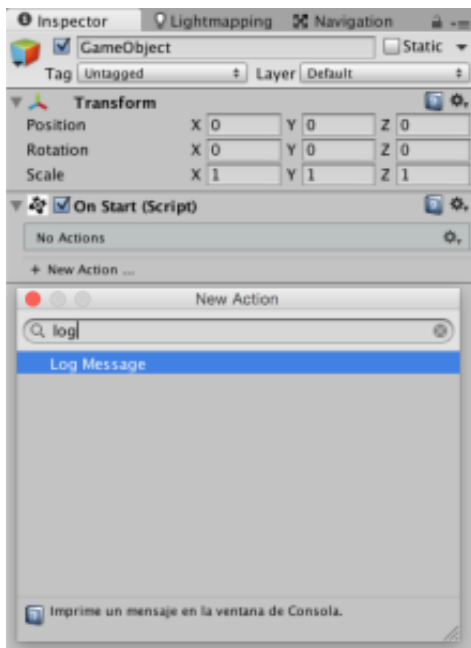 Inspector Lightmapping Navigation
GameObject Static
Tag Untagged Layer Default
Transform
Position X 0 Y 0 Z 0
Rotation X 0 Y 0 Z 0
Scale X 1 Y 1 Z 1
On Start (Script)
No Actions
+ New Action ...
New Action
log
Log Message
Imprime un mensaje en la ventana de Consola.